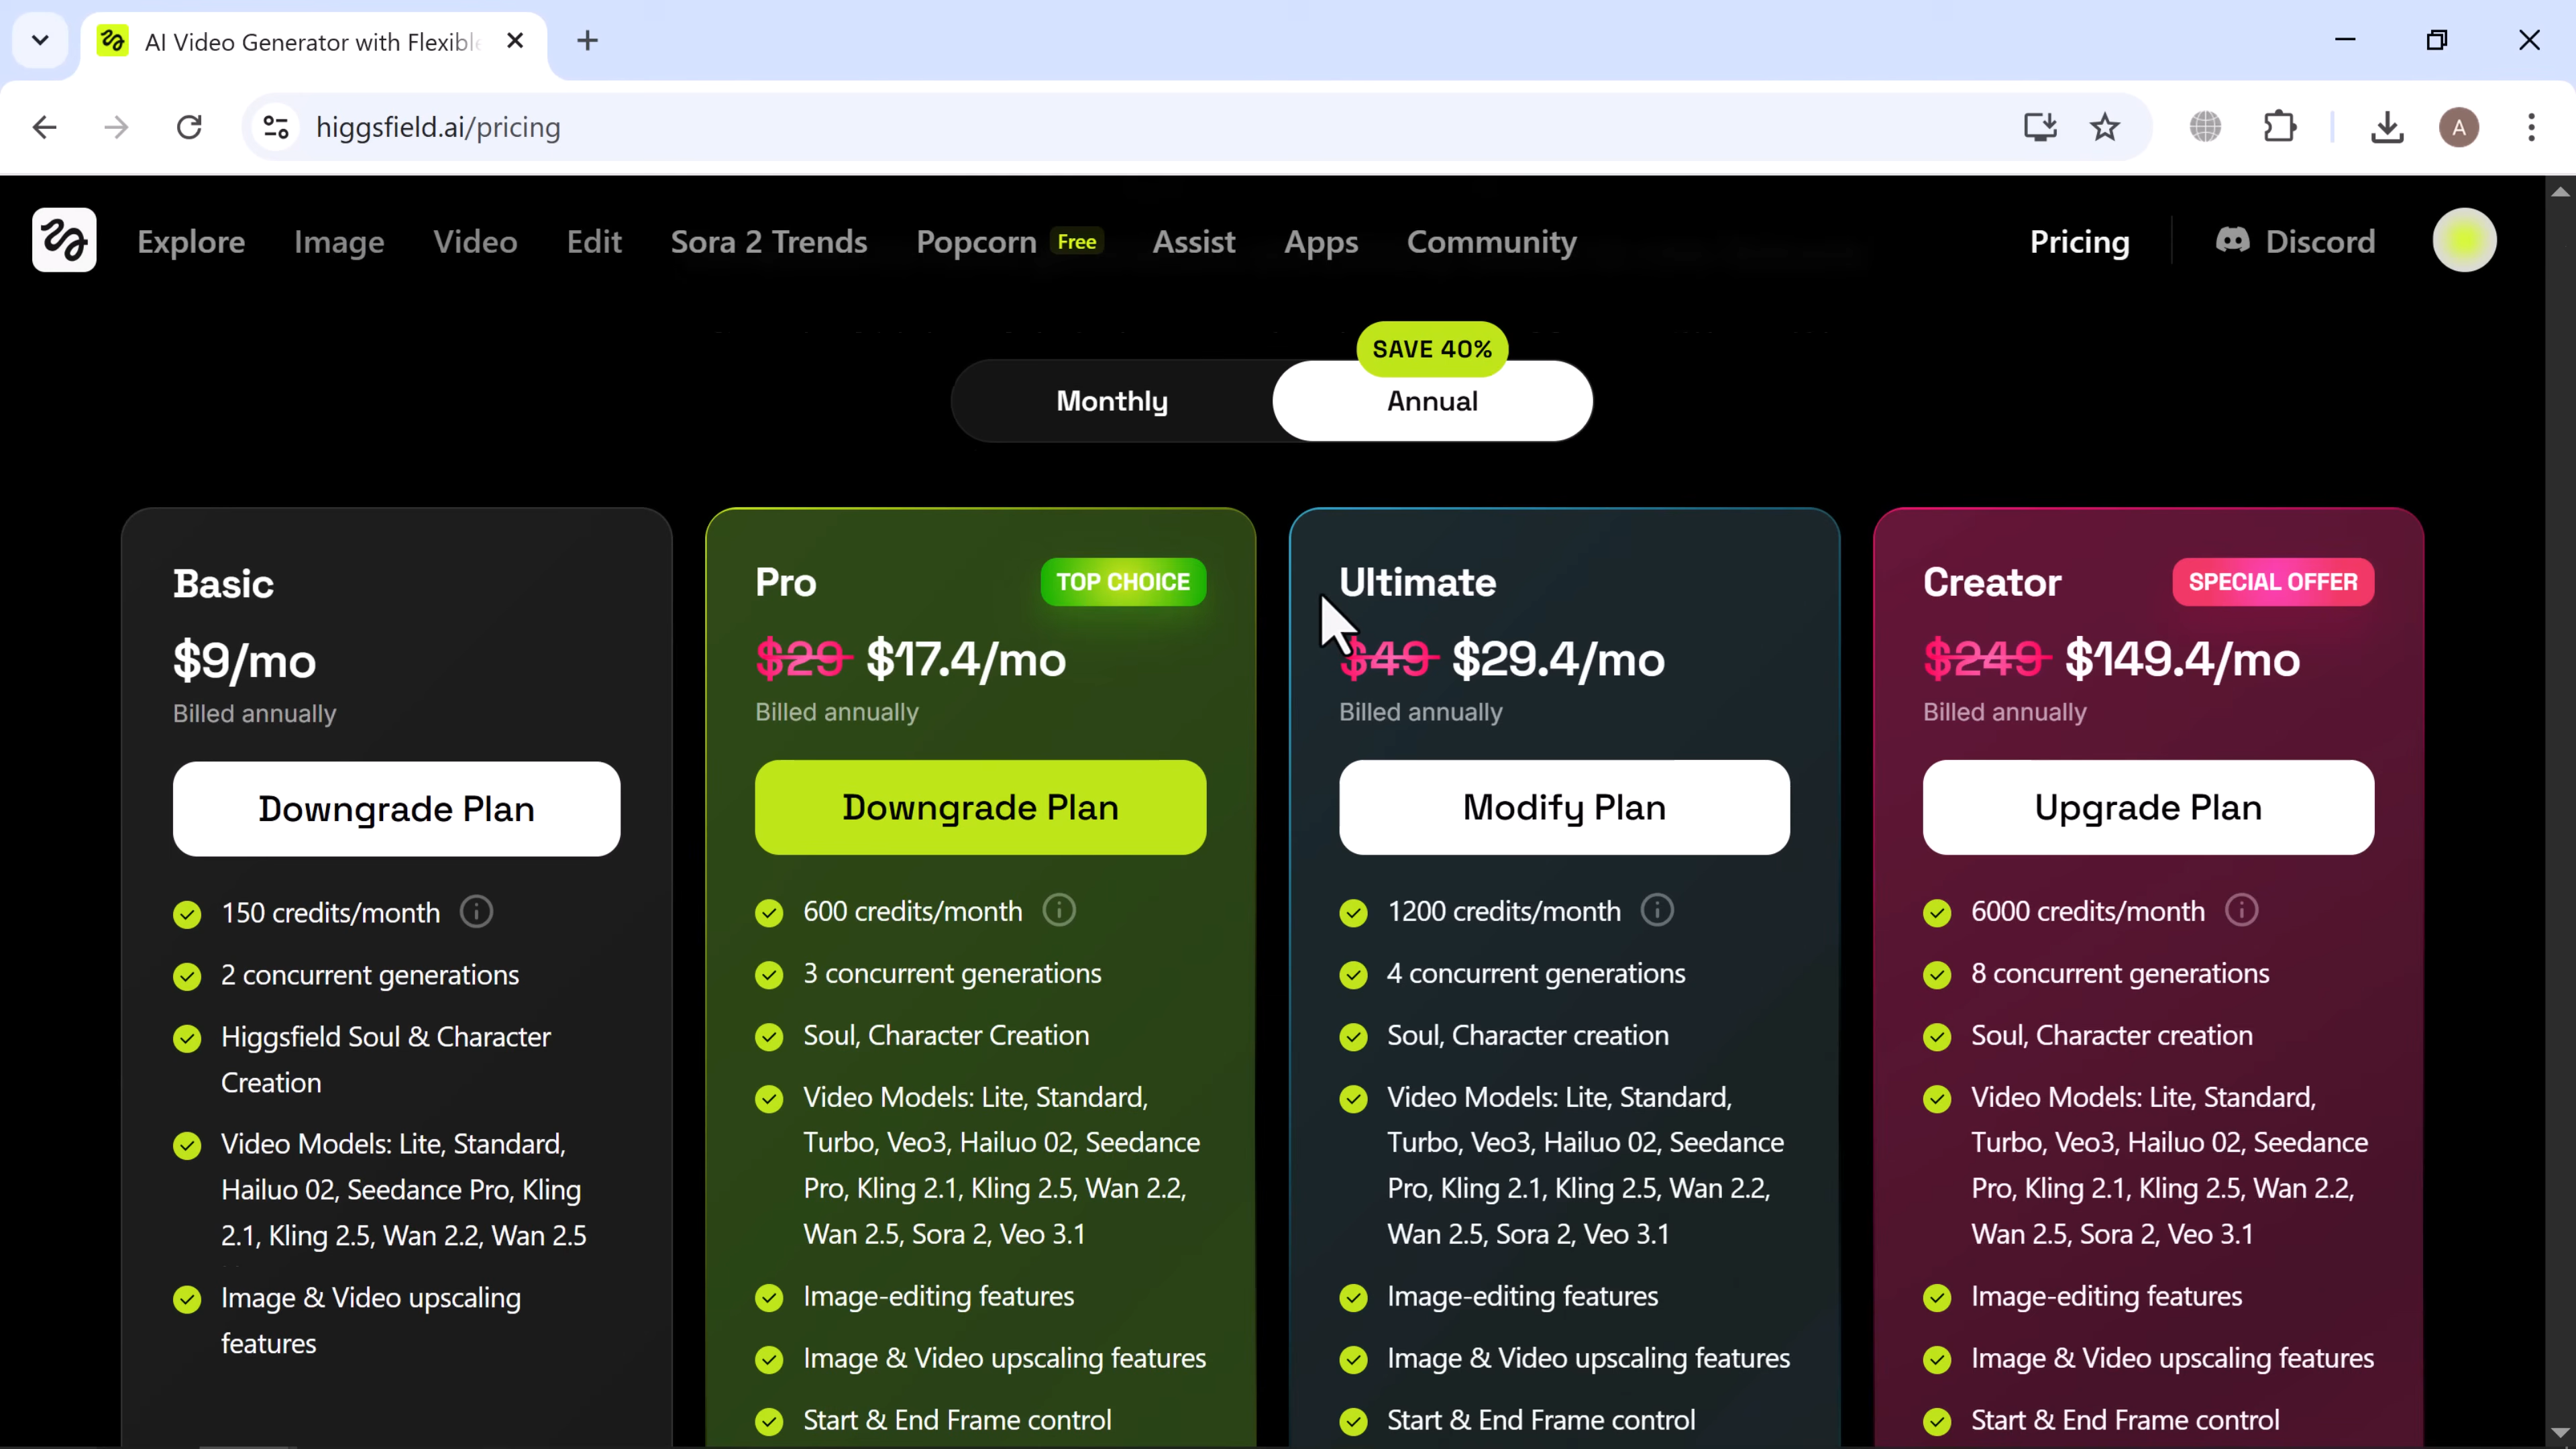 AI Video Generator with Flexible
higgsfield.ai/pricing
A
Explore Image Video Edit Sora 2 Trends Popcorn Free Assist Apps Community Pricing Discord
SAVE 40%
Monthly Annual
Basic
$9/mo
Billed annually
Downgrade Plan
150 credits/month
2 concurrent generations
Higgsfield Soul & Character
Creation
Video Models: Lite, Standard,
Hailuo 02, Seedance Pro, Kling
2.1, Kling 2.5, Wan 2.2, Wan 2.5
Image & Video upscaling
features
Pro TOP CHOICE
$29 $17.4/mo
Billed annually
Downgrade Plan
600 credits/month
3 concurrent generations
Soul, Character Creation
Video Models: Lite, Standard,
Turbo, Veo3, Hailuo 02, Seedance
Pro, Kling 2.1, Kling 2.5, Wan 2.2,
Wan 2.5, Sora 2, Veo 3.1
Image-editing features
Image & Video upscaling features
Start & End Frame control
Ultimate
$49 $29.4/mo
Billed annually
Modify Plan
1200 credits/month
4 concurrent generations
Soul, Character creation
Video Models: Lite, Standard,
Turbo, Veo3, Hailuo 02, Seedance
Pro, Kling 2.1, Kling 2.5, Wan 2.2,
Wan 2.5, Sora 2, Veo 3.1
Image-editing features
Image & Video upscaling features
Start & End Frame control
Creator SPECIAL OFFER
$249 $149.4/mo
Billed annually
Upgrade Plan
6000 credits/month
8 concurrent generations
Soul, Character creation
Video Models: Lite, Standard,
Turbo, Veo3, Hailuo 02, Seedance
Pro, Kling 2.1, Kling 2.5, Wan 2.2,
Wan 2.5, Sora 2, Veo 3.1
Image-editing features
Image & Video upscaling features
Start & End Frame control